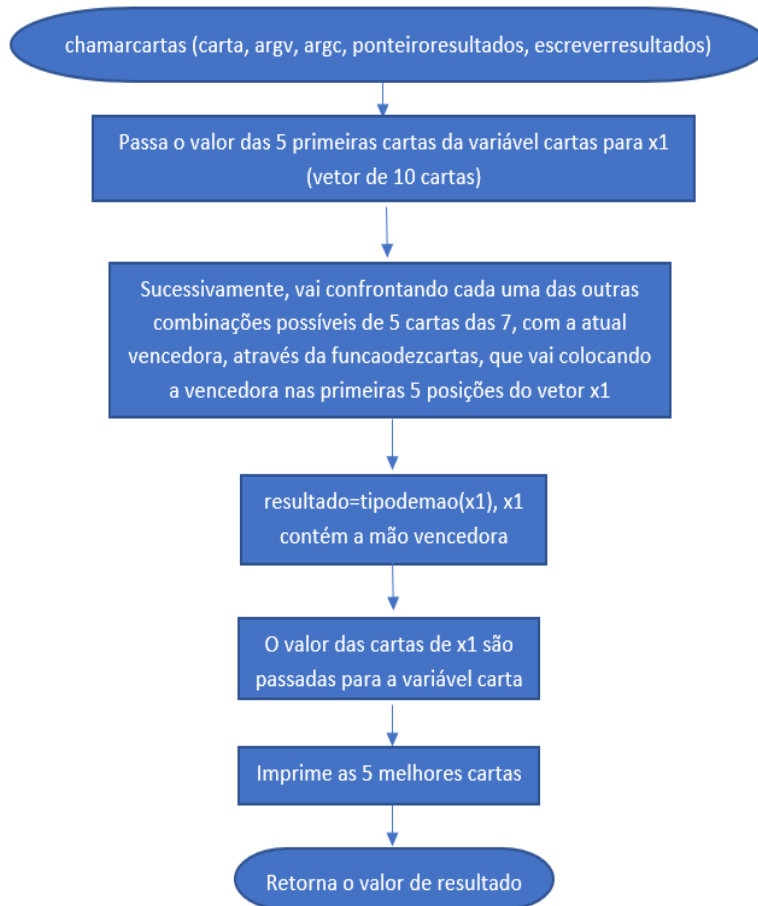 chamarcartas (carta, argv, argc, ponteiroresultados, escreverresultados)
Passa o valor das 5 primeiras cartas da variável cartas para x1
(vetor de 10 cartas)
Sucessivamente, vai confrontando cada uma das outras
combinações possíveis de 5 cartas das 7, com a atual
vencedora, através da funcaodezcartas, que vai colocando
a vencedora nas primeiras 5 posições do vetor x1
resultado=tipodemao(x1), x1
contém a mão vencedora
O valor das cartas de x1 são
passadas para a variável carta
Imprime as 5 melhores cartas
Retorna o valor de resultado